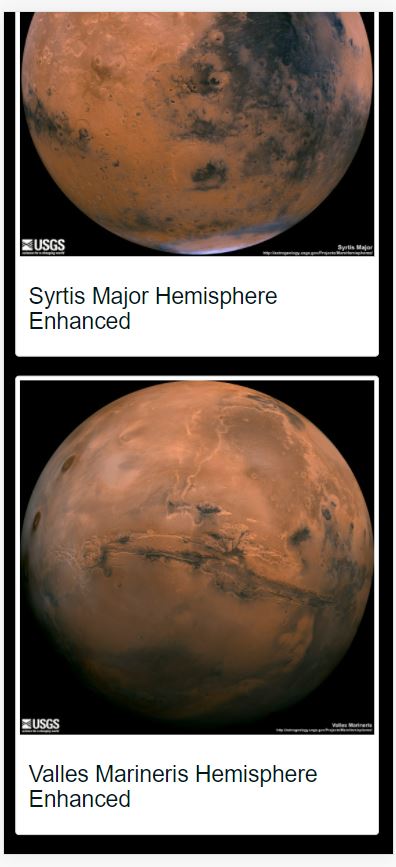 USGS
science for a changing world
Syrtis Major
http://astrogeology.usgs.gov/Projects/MarsHemispheres/
Syrtis Major Hemisphere
Enhanced
USGS
science for a changing world
Valles Marineris
http://astrogeology.usgs.gov/Projects/MarsHemispheres/
Valles Marineris Hemisphere
Enhanced